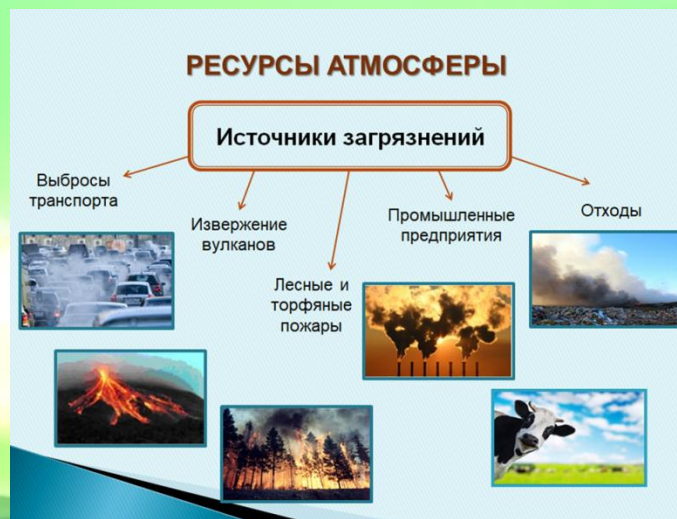 РЕСУРСЫ АТМОСФЕРЫ
Источники загрязнений
Выбросы
транспорта
Извержение
вулканов
Лесные и
торфяные
пожары
Промышленные
предприятия
Отходы